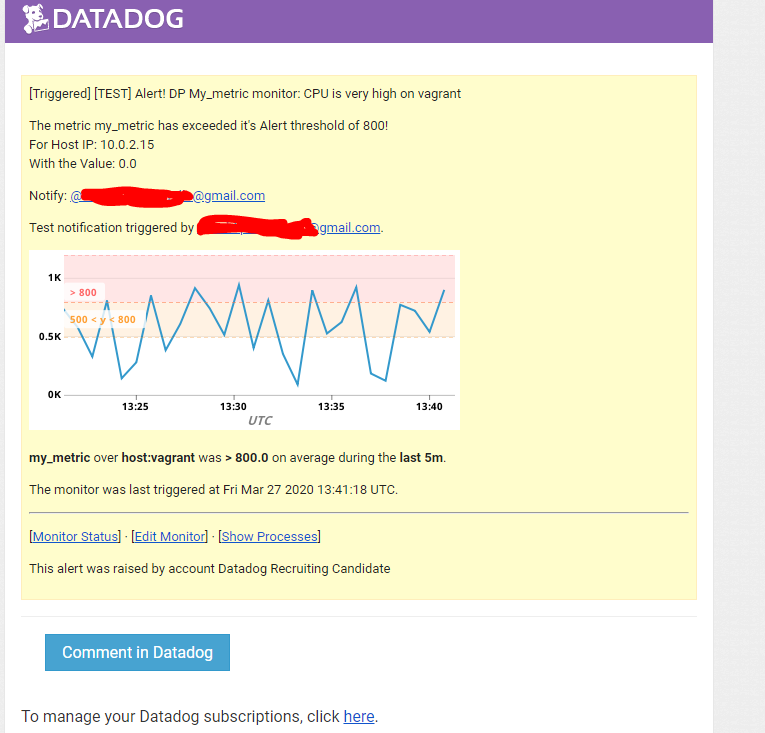 DATADOG
[Triggered] [TEST] Alert! DP My_metric monitor: CPU is very high on vagrant
The metric my_metric has exceeded it's Alert threshold of 800!
For Host IP: 10.0.2.15
With the Value: 0.0
Notify: @ @gmail.com
Test notification triggered by @gmail.com.
1K
> 800
500 < y < 800
0.5K
0K
13:25 13:30 13:35 13:40
UTC
my_metric over host:vagrant was > 800.0 on average during the last 5m.
The monitor was last triggered at Fri Mar 27 2020 13:41:18 UTC.
[Monitor Status] · [Edit Monitor] · [Show Processes]
This alert was raised by account Datadog Recruiting Candidate
Comment in Datadog
To manage your Datadog subscriptions, click here.